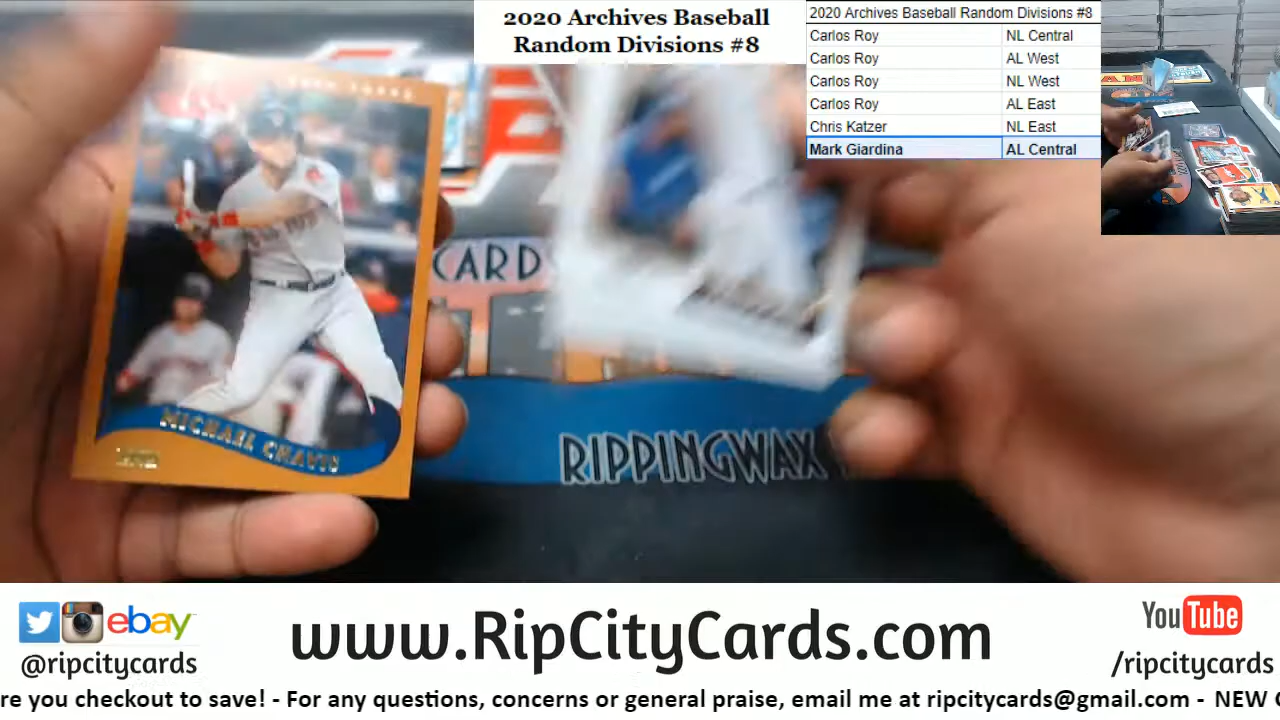 2020 Archives Baseball
Random Divisions #8
2020 Archives Baseball Random Divisions #8
Carlos Roy NL Central
Carlos Roy AL West
Carlos Roy NL West
Carlos Roy AL East
Chris Katzer NL East
Mark Giardina AL Central
CARDS
MICHAEL CHAVIS
RIPPINGWAX
ebay
@ripcitycards
www.RipCityCards.com
YouTube
/ripcitycards
re you checkout to save! - For any questions, concerns or general praise, email me at ripcitycards@gmail.com - NEW